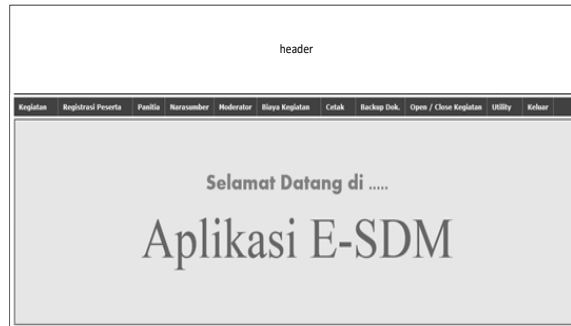 header
Kegiatan Registrasi Peserta Panitia Narasumber Moderator Biaya Kegiatan Cetak Backup Dok. Open / Close Kegiatan Utility Keluar
Selamat Datang di .....
Aplikasi E-SDM